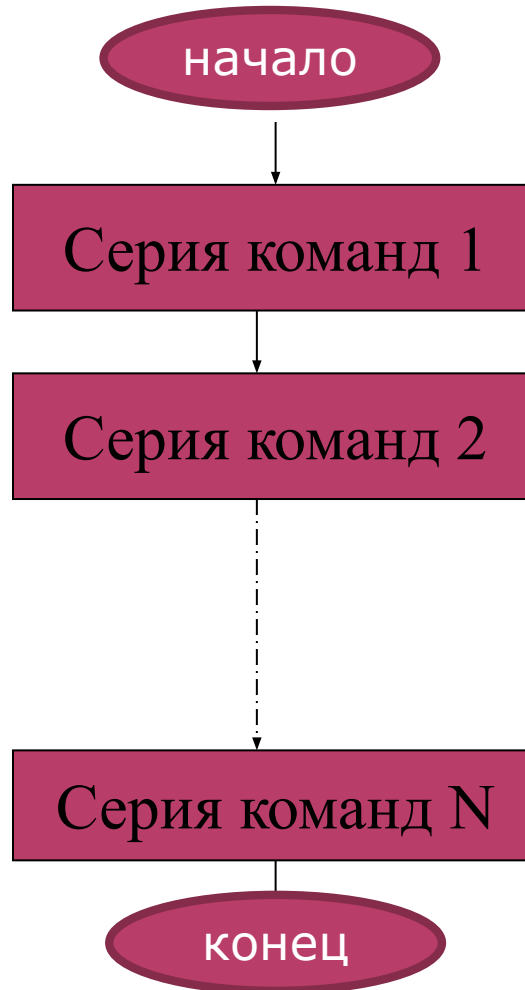 начало
Серия команд 1
Серия команд 2
Серия команд N
конец